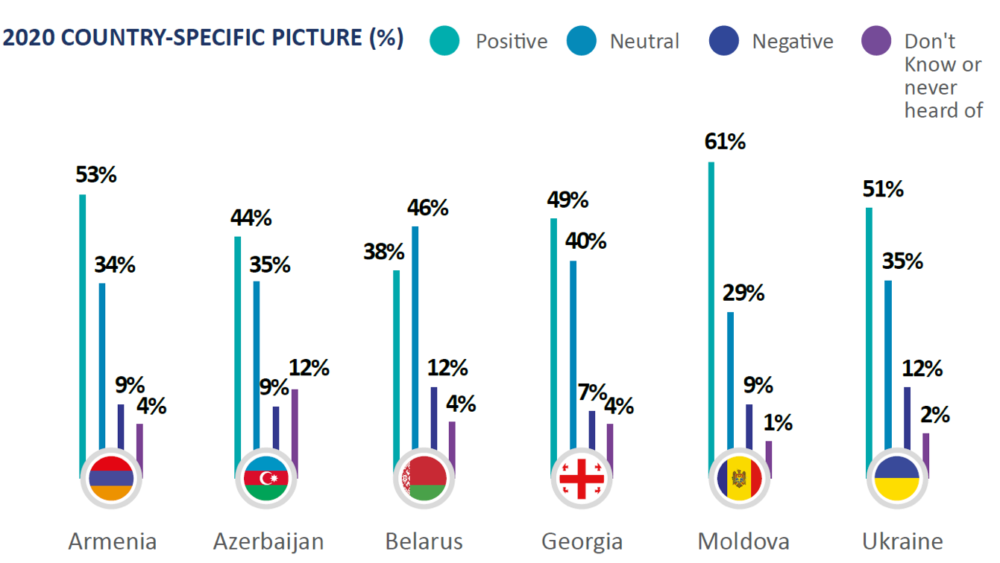 2020 COUNTRY-SPECIFIC PICTURE (%)
Positive
Neutral
Negative
Don't
Know or
never
heard of
53%
34%
9%
4%
44%
35%
9%
12%
38%
46%
12%
4%
49%
40%
7%
4%
61%
29%
9%
1%
51%
35%
12%
2%
Armenia
Azerbaijan
Belarus
Georgia
Moldova
Ukraine